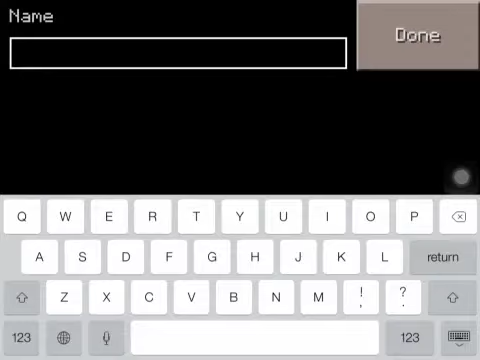 Name
Done
Q W E R T Y U I O P
A S D F G H J K L return
Z X C V B N M ! , ? .
123 123